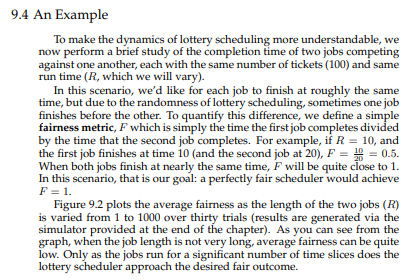 9.4 An Example
To make the dynamics of lottery scheduling more understandable, we
now perform a brief study of the completion time of two jobs competing
against one another, each with the same number of tickets (100) and same
run time (R, which we will vary).
In this scenario, we'd like for each job to finish at roughly the same
time, but due to the randomness of lottery scheduling, sometimes one job
finishes before the other. To quantify this difference, we define a simple
fairness metric, F which is simply the time the first job completes divided
by the time that the second job completes. For example, if R = 10, and
the first job finishes at time 10 (and the second job at 20), F = 10/20 = 0.5.
When both jobs finish at nearly the same time, F will be quite close to 1.
In this scenario, that is our goal: a perfectly fair scheduler would achieve
F = 1.
Figure 9.2 plots the average fairness as the length of the two jobs (R)
is varied from 1 to 1000 over thirty trials (results are generated via the
simulator provided at the end of the chapter). As you can see from the
graph, when the job length is not very long, average fairness can be quite
low. Only as the jobs run for a significant number of time slices does the
lottery scheduler approach the desired fair outcome.